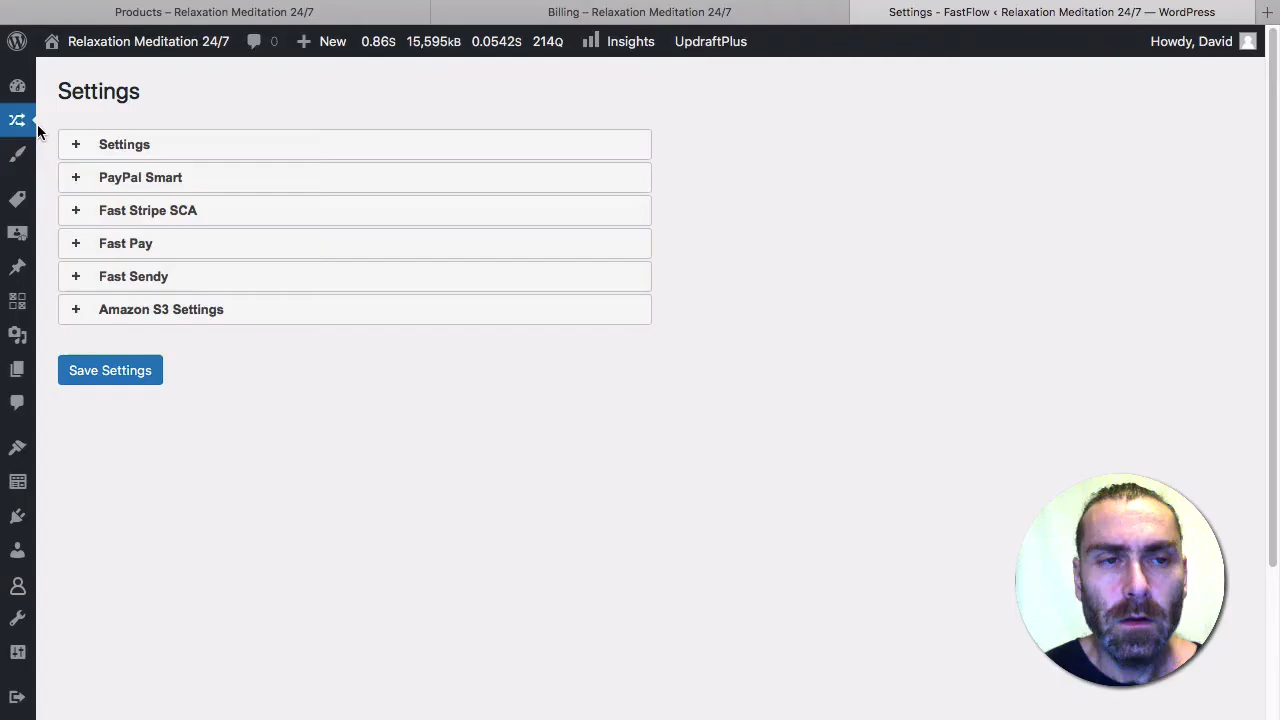 Products – Relaxation Meditation 24/7
Billing – Relaxation Meditation 24/7
Settings - FastFlow ‹ Relaxation Meditation 24/7 — WordPress
Relaxation Meditation 24/7 0 New 0.86S 15,595kB 0.0542S 214Q Insights UpdraftPlus Howdy, David
Settings
+ Settings
+ PayPal Smart
+ Fast Stripe SCA
+ Fast Pay
+ Fast Sendy
+ Amazon S3 Settings
Save Settings